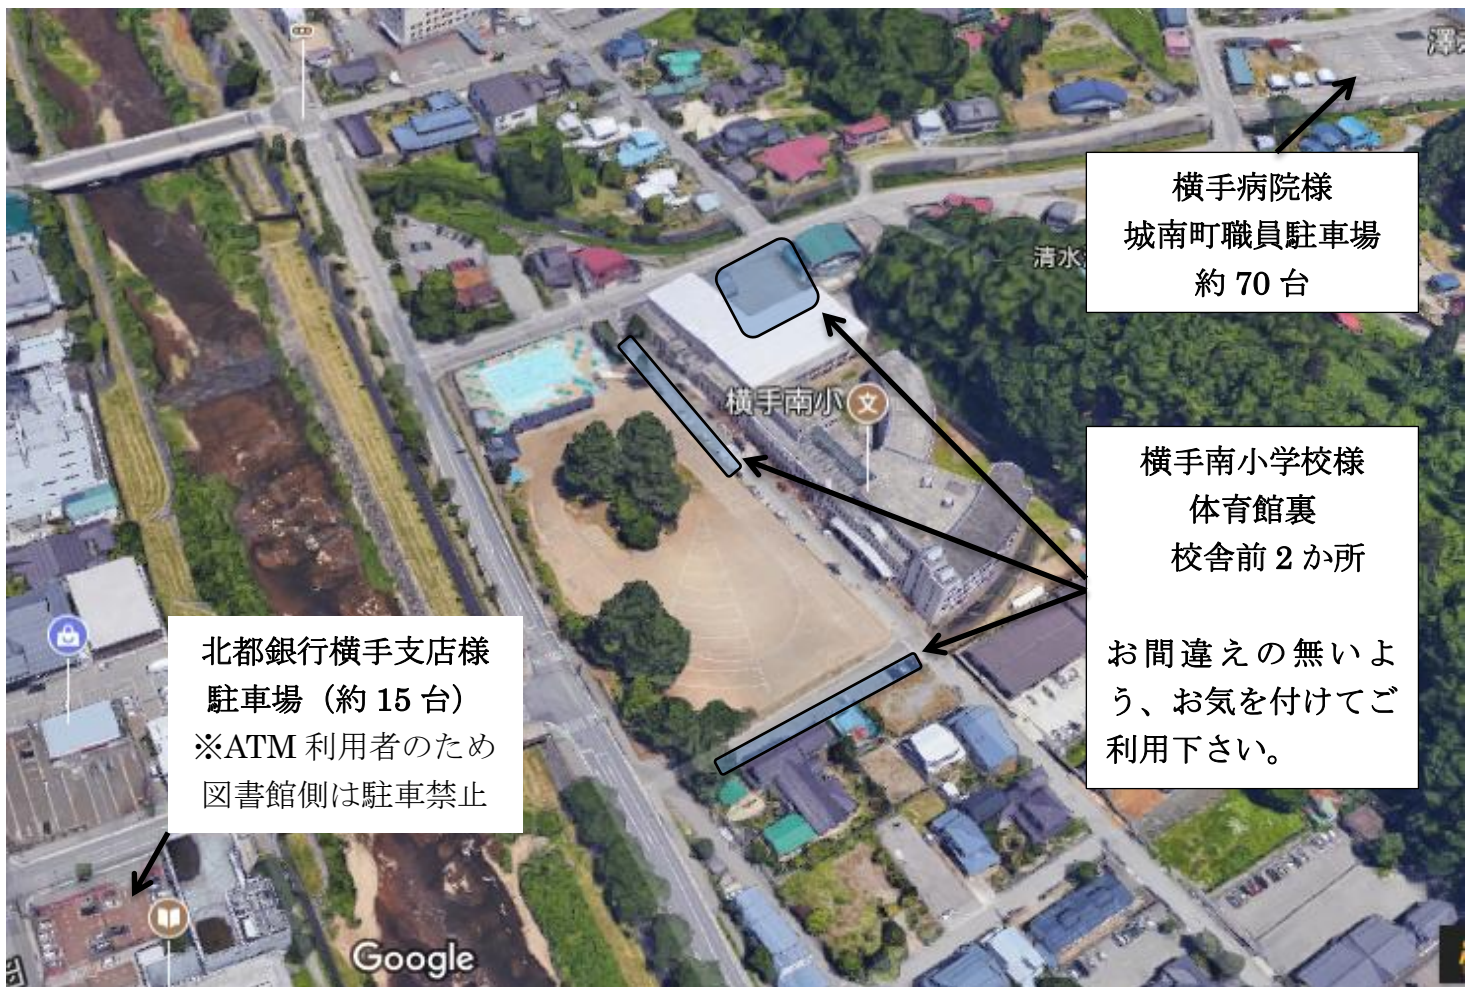 横手病院様
城南町職員駐車場
約 70 台
清水
横手南小
文
横手南小学校様
体育館裏
校舎前 2 か所
お間違えの無いよ
う、お気を付けてご
利用下さい。
北都銀行横手支店様
駐車場（約 15 台）
※ATM 利用者のため
図書館側は駐車禁止
Google